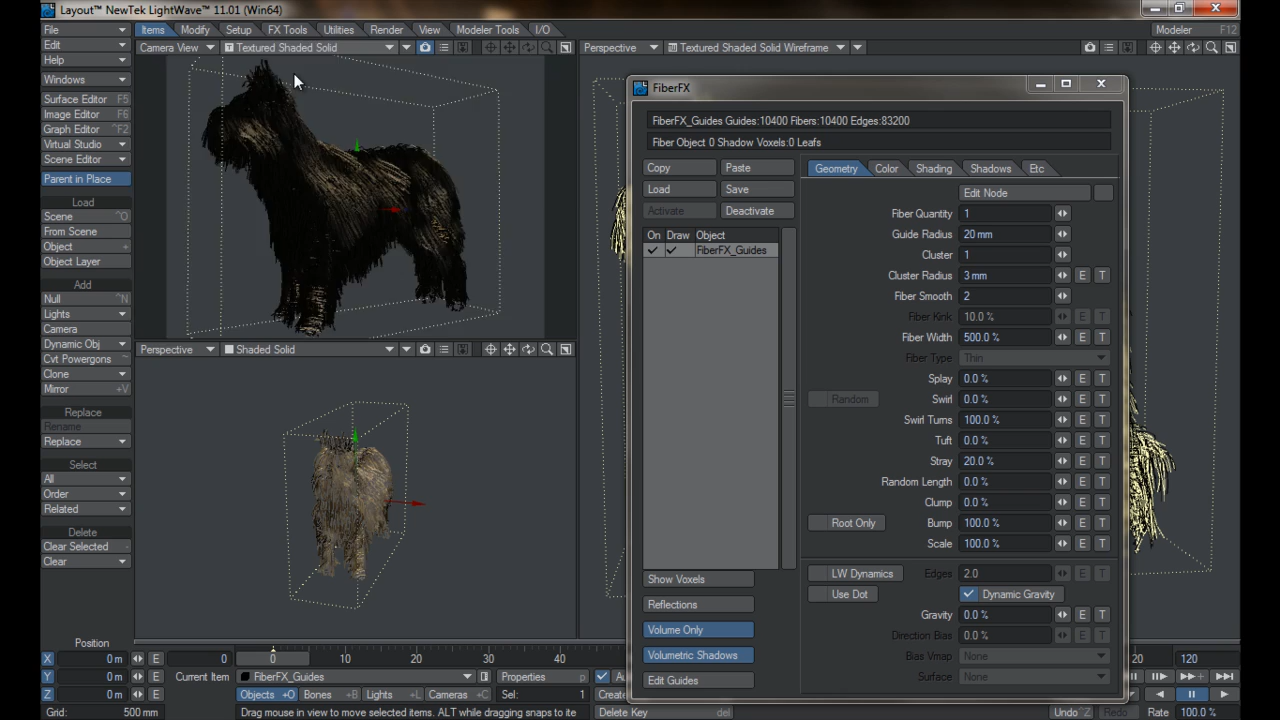 Layout™ NewTek LightWave™ 11.01 (Win64)
File
Edit
Help
Windows
Surface Editor F5
Image Editor F6
Graph Editor ^F2
Virtual Studio
Scene Editor
Parent in Place
Load
Scene ^O
From Scene
Object +
Object Layer
Add
Null ^N
Lights
Camera
Dynamic Obj
Cvt Powergons ~
Clone
Mirror +V
Replace
Rename
Replace
Select
All
Order
Related
Delete
Clear Selected -
Clear
Items Modify Setup FX Tools Utilities Render View Modeler Tools I/O Modeler F12
Camera View Textured Shaded Solid
Perspective Textured Shaded Solid Wireframe
Perspective Shaded Solid
FiberFX
FiberFX_Guides Guides:10400 Fibers:10400 Edges:83200
Fiber Object 0 Shadow Voxels:0 Leafs
Copy Paste
Load Save
Activate Deactivate
On Draw Object
FiberFX_Guides
Show Voxels
Reflections
Volume Only
Volumetric Shadows
Edit Guides
Geometry Color Shading Shadows Etc
Edit Node
Fiber Quantity 1
Guide Radius 20 mm
Cluster 1
Cluster Radius 3 mm E T
Fiber Smooth 2
Fiber Kink 10.0 % E T
Fiber Width 500.0 % E T
Fiber Type Thin
Splay 0.0 % E T
Random Swirl 0.0 % E T
Swirl Turns 100.0 % E T
Tuft 0.0 % E T
Stray 20.0 % E T
Random Length 0.0 % E T
Clump 0.0 % E T
Root Only Bump 100.0 % E T
Scale 100.0 % E T
LW Dynamics Edges 2.0 E T
Use Dot Dynamic Gravity
Gravity 0.0 % E T
Direction Bias 0.0 % E T
Bias Vmap None
Surface None
Position
X 0 m E 0 0 10 20 30 40 20 120
Y 0 m E Current Item FiberFX_Guides Properties p
Z 0 m E Objects +O Bones +B Lights +L Cameras +C Sel: 1 Create Rate 100.0 %
Grid: 500 mm Drag mouse in view to move selected items. ALT while dragging snaps to ite Delete Key del Undo ^Z Redo